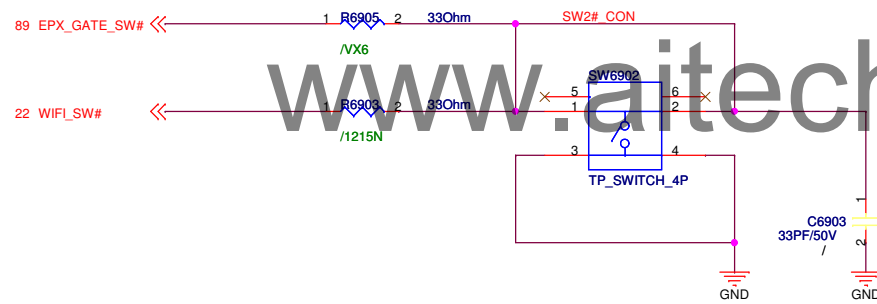 89 EPX_GATE_SW# 1 R6905 2 33Ohm SW2#_CON
/VX6
www.aitech
SW6902
5 6
22 WIFI_SW# 1 R6903 2 33Ohm 1 2
/1215N
3 4
TP_SWITCH_4P
1
C6903
33PF/50V
/ 2
GND GND